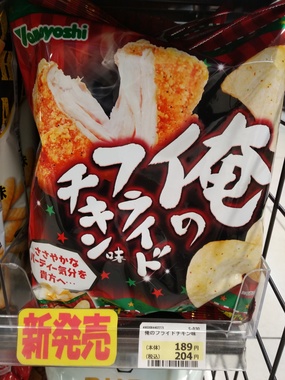 Yamayoshi
俺の
フライド
チキン味
ささやかな
パーティー気分を
貴方へ…
新発売
俺のフライドチキン味
(本体) 189円
(税込) 204円